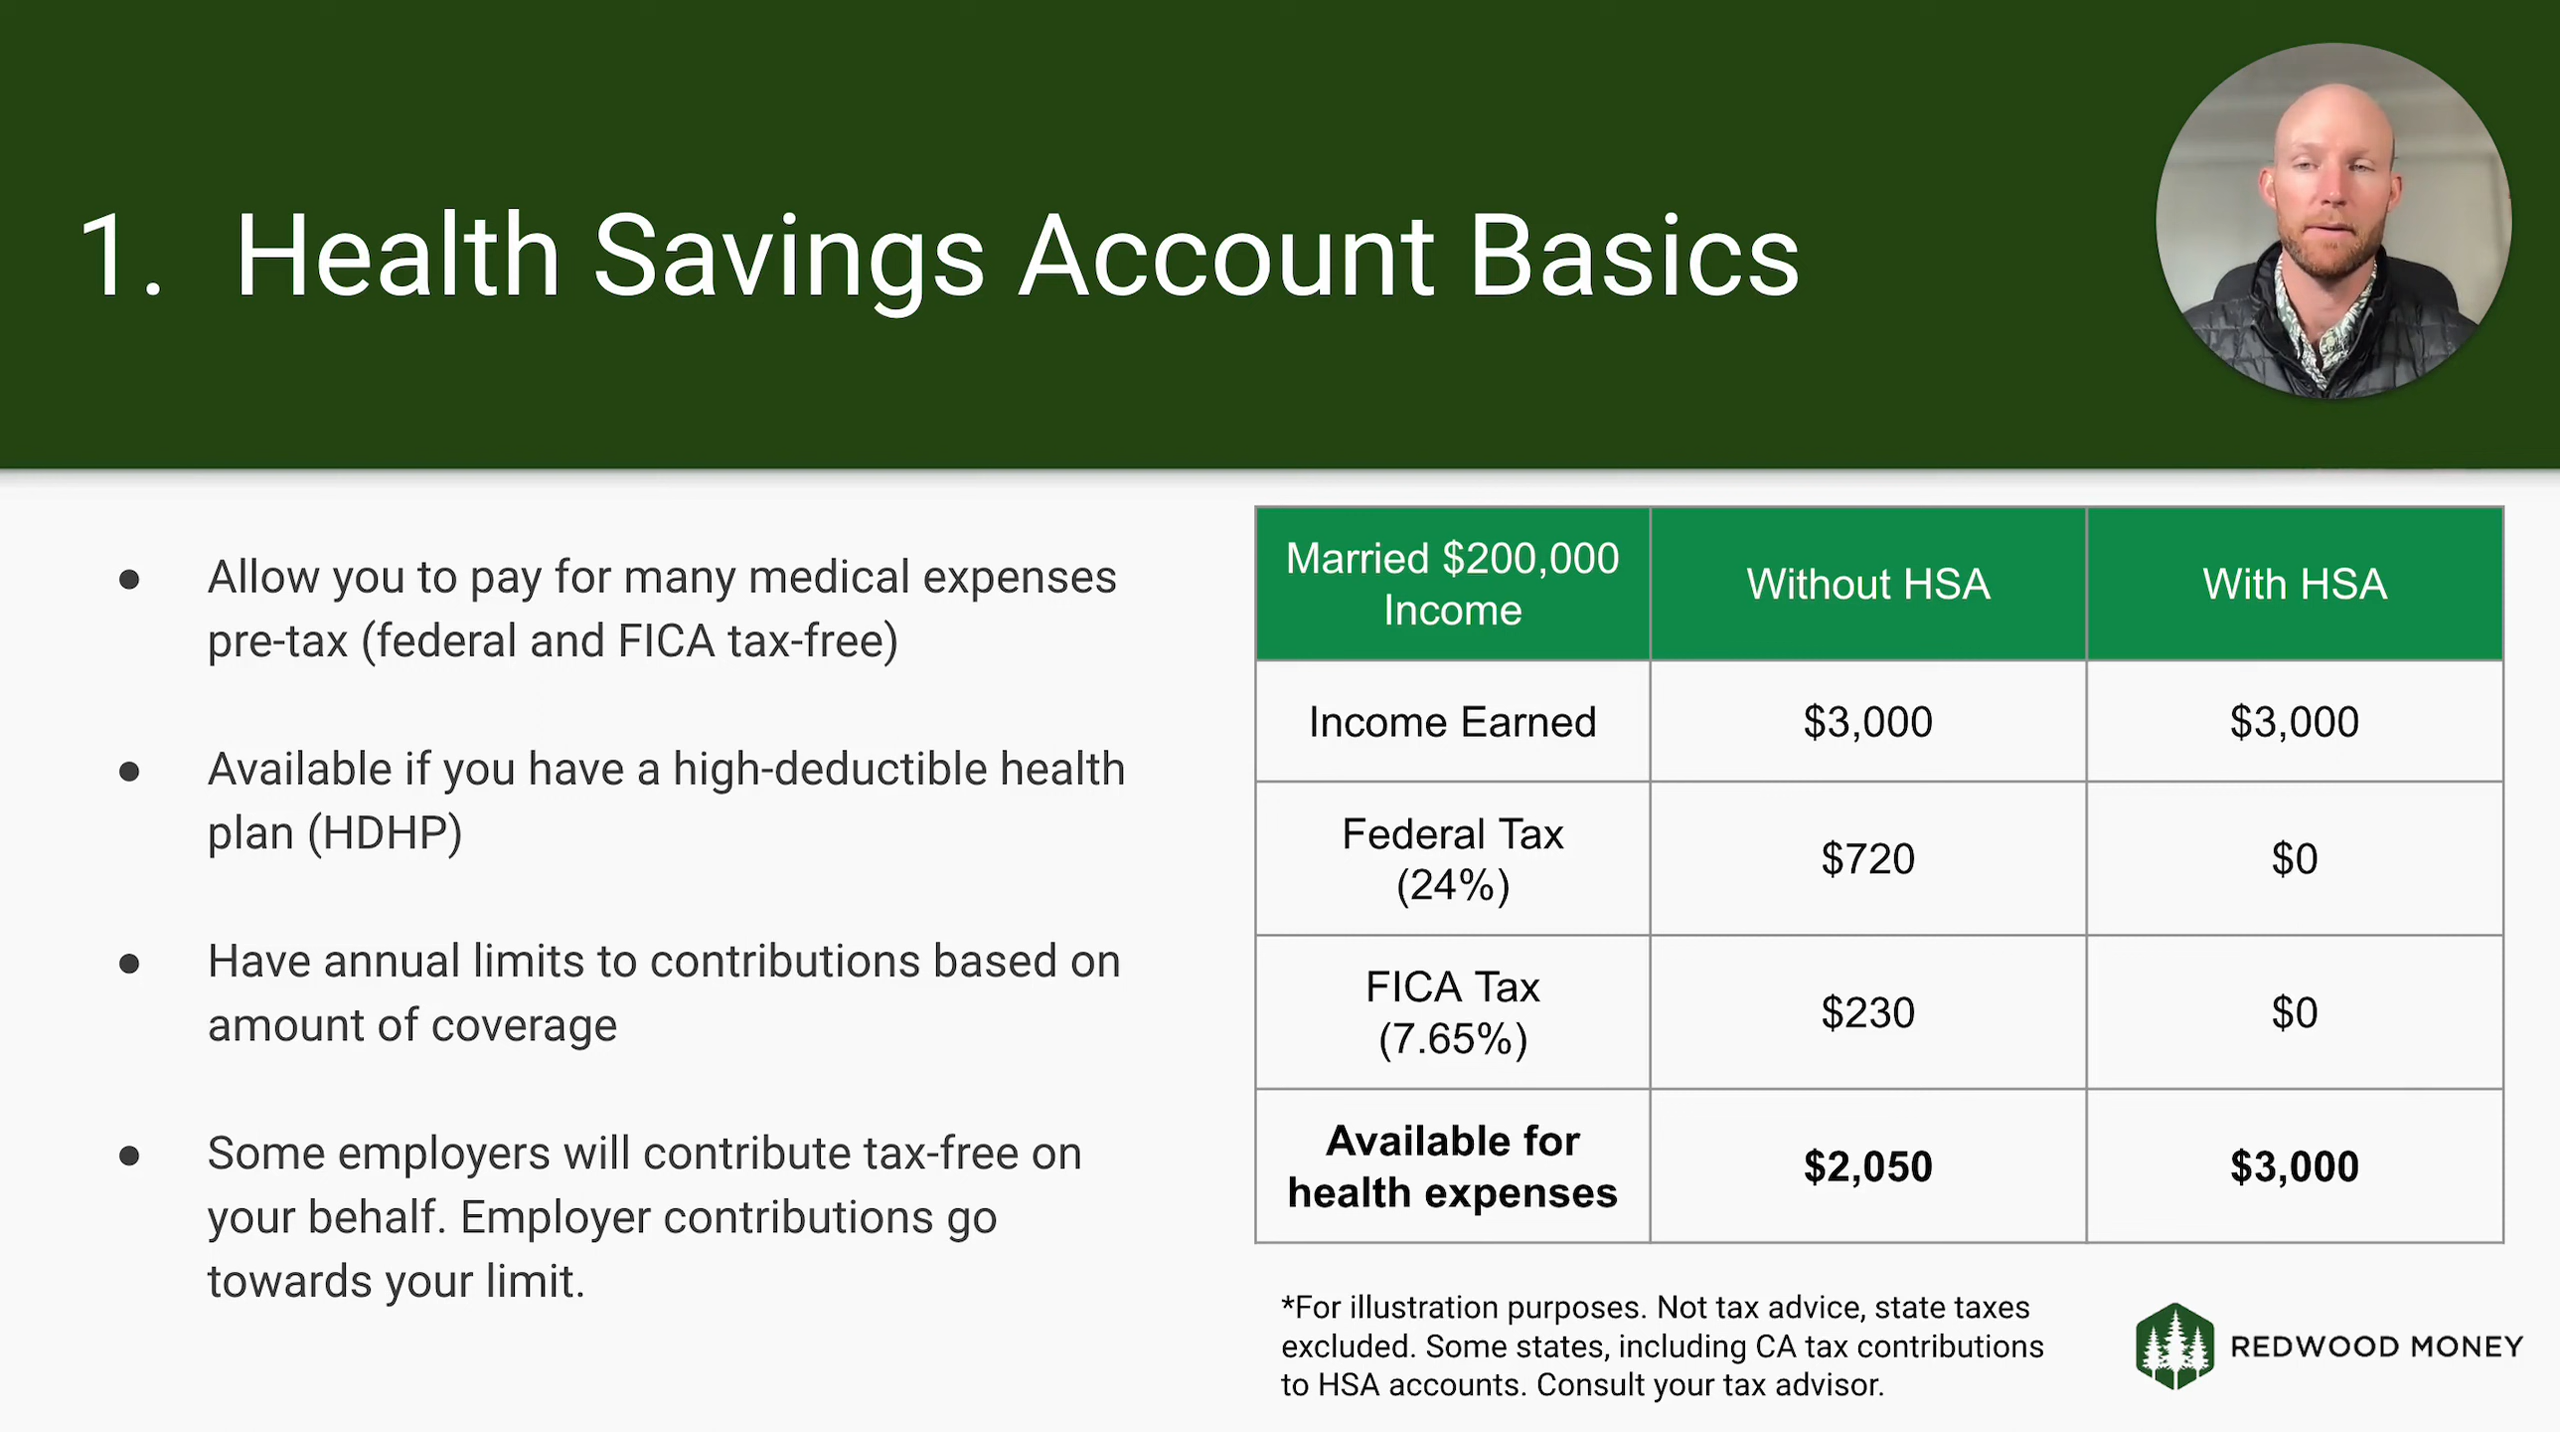 1. Health Savings Account Basics
● Allow you to pay for many medical expenses
pre-tax (federal and FICA tax-free)
● Available if you have a high-deductible health
plan (HDHP)
● Have annual limits to contributions based on
amount of coverage
● Some employers will contribute tax-free on
your behalf. Employer contributions go
towards your limit.
Married $200,000
Income
Without HSA
With HSA
Income Earned
$3,000
$3,000
Federal Tax
(24%)
$720
$0
FICA Tax
(7.65%)
$230
$0
Available for
health expenses
$2,050
$3,000
*For illustration purposes. Not tax advice, state taxes
excluded. Some states, including CA tax contributions
to HSA accounts. Consult your tax advisor.
REDWOOD MONEY